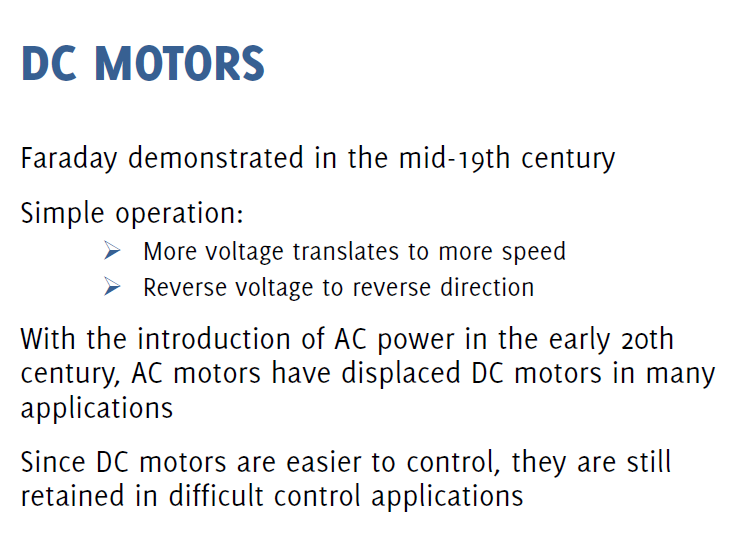 DC MOTORS
Faraday demonstrated in the mid-19th century
Simple operation:
More voltage translates to more speed
Reverse voltage to reverse direction
With the introduction of AC power in the early 20th
century, AC motors have displaced DC motors in many
applications
Since DC motors are easier to control, they are still
retained in difficult control applications